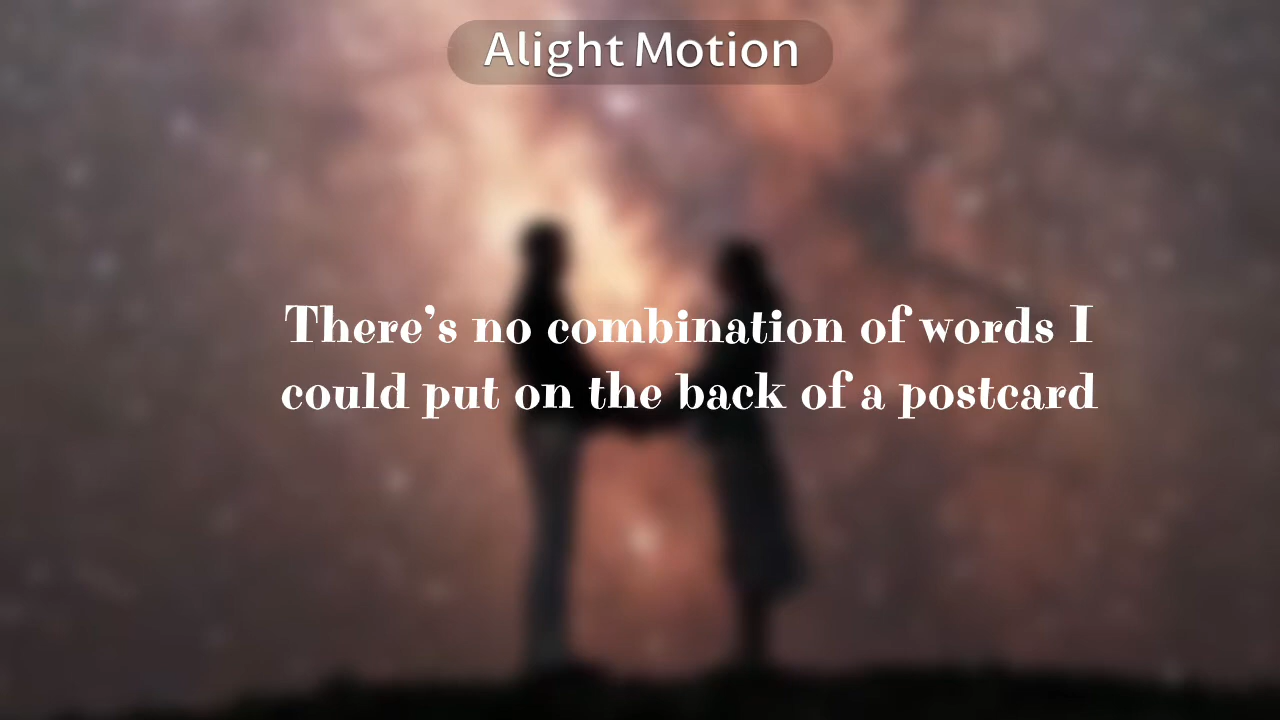 Alight Motion
There’s no combination of words I
could put on the back of a postcard